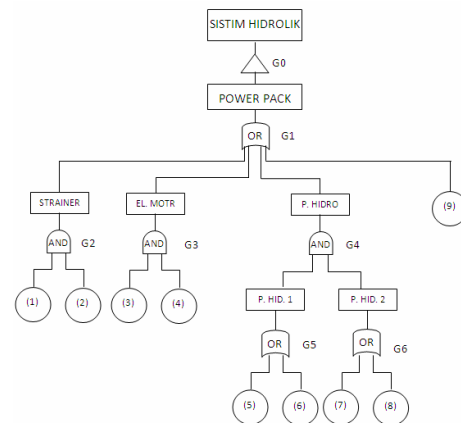 SISTIM HIDROLIK
G0
POWER PACK
OR G1
STRAINER EL. MOTR P. HIDRO (9)
AND G2 AND G3 AND G4
(1) (2) (3) (4) P. HID. 1 P. HID. 2
OR G5 OR G6
(5) (6) (7) (8)